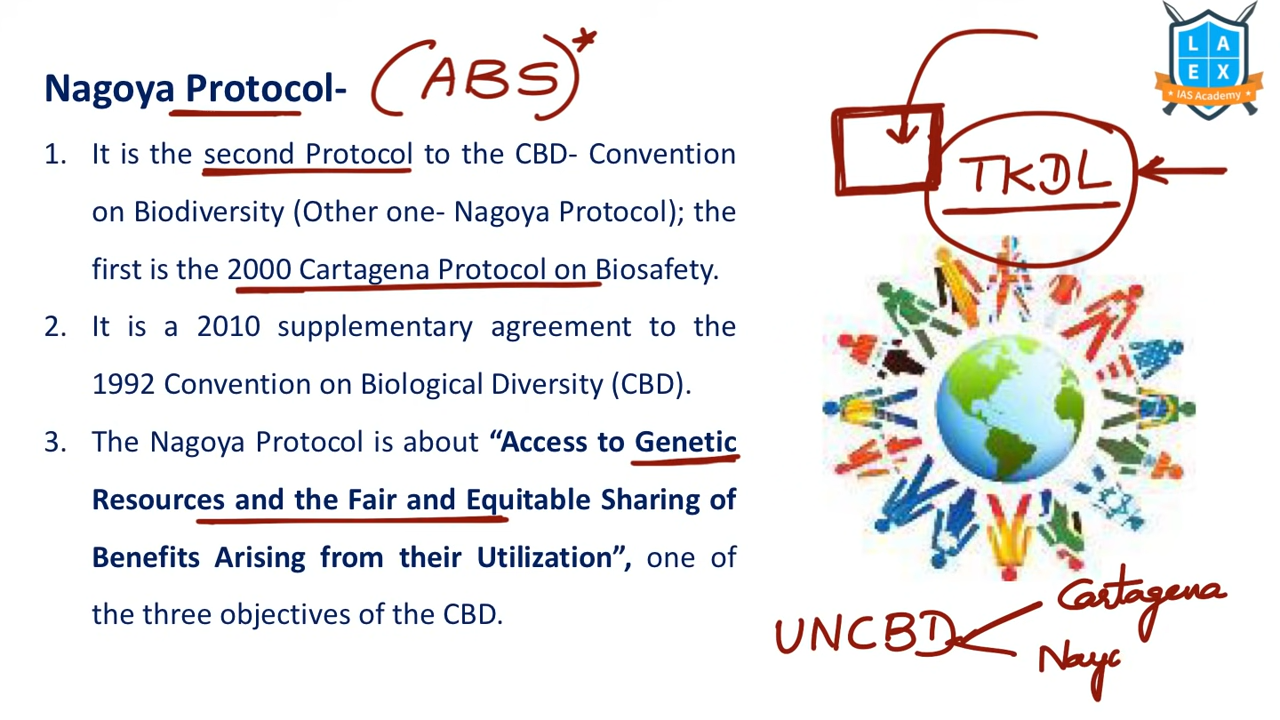 Nagoya Protocol- (ABS)*
1. It is the second Protocol to the CBD- Convention
on Biodiversity (Other one- Nagoya Protocol); the
first is the 2000 Cartagena Protocol on Biosafety.
2. It is a 2010 supplementary agreement to the
1992 Convention on Biological Diversity (CBD).
3. The Nagoya Protocol is about “Access to Genetic
Resources and the Fair and Equitable Sharing of
Benefits Arising from their Utilization”, one of
the three objectives of the CBD.
L A
E X
IAS Academy
TKDL
UNCBD
Cartagena
Nayc